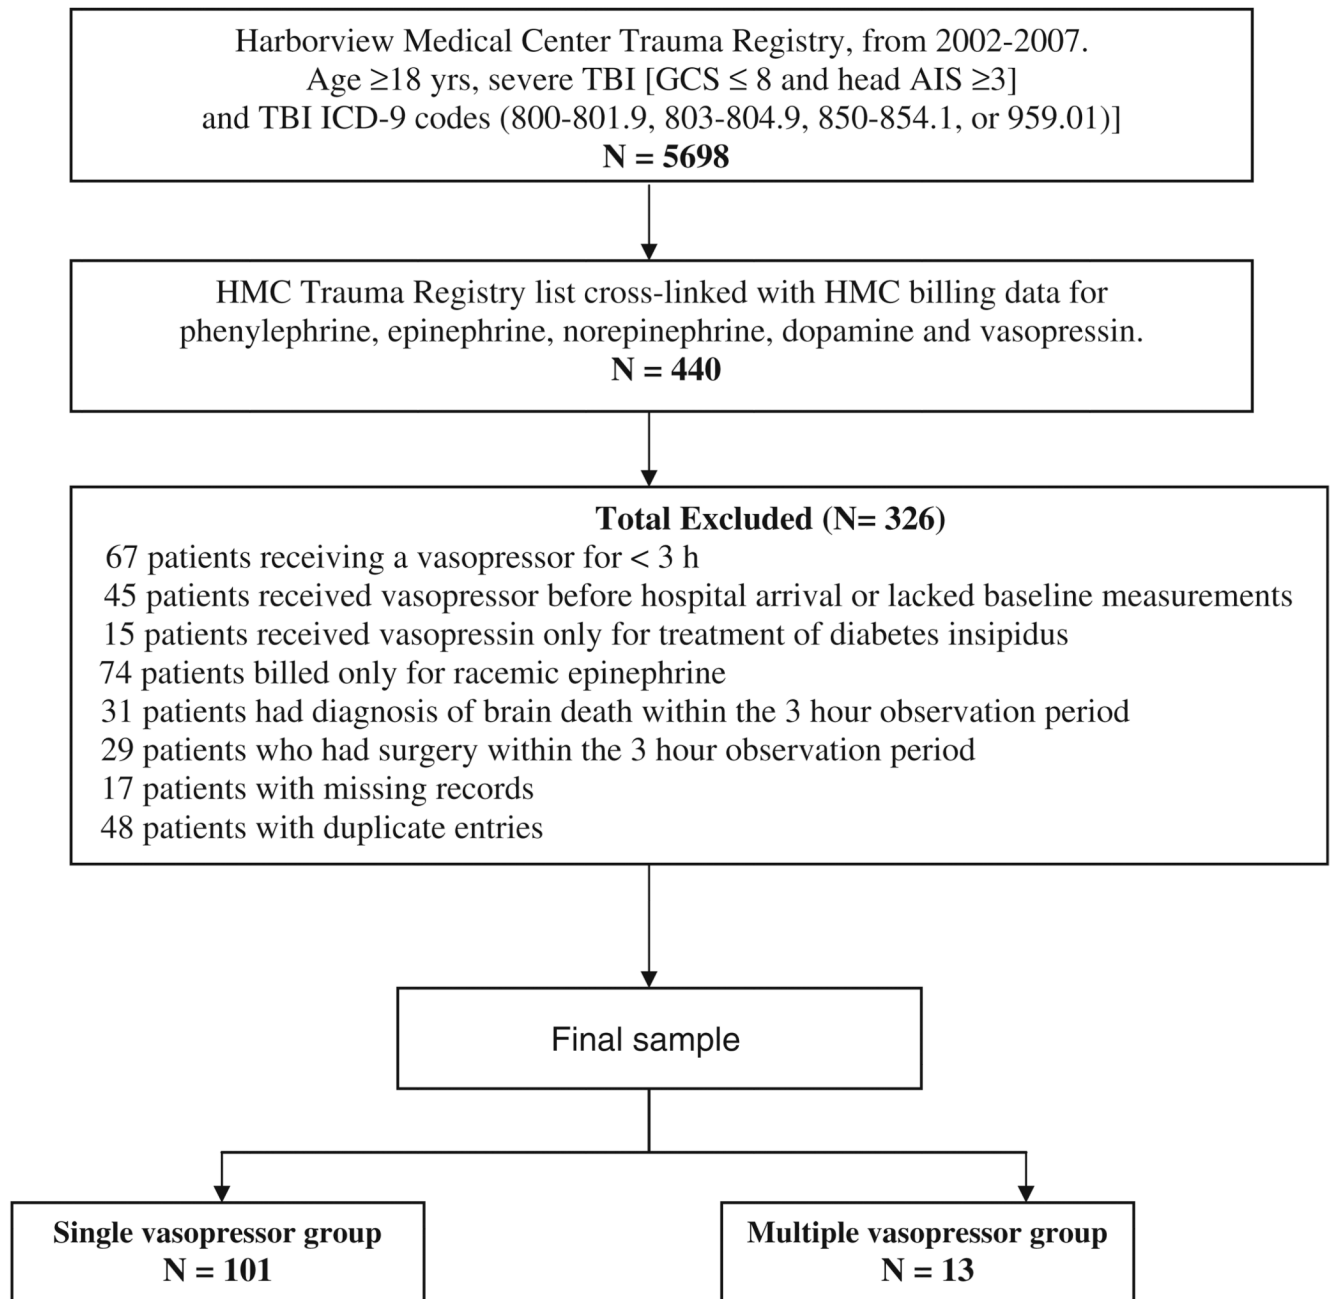 Harborview Medical Center Trauma Registry, from 2002-2007.
Age ≥18 yrs, severe TBI [GCS ≤ 8 and head AIS ≥3]
and TBI ICD-9 codes (800-801.9, 803-804.9, 850-854.1, or 959.01)]
N = 5698
HMC Trauma Registry list cross-linked with HMC billing data for
phenylephrine, epinephrine, norepinephrine, dopamine and vasopressin.
N = 440
Total Excluded (N= 326)
67 patients receiving a vasopressor for < 3 h
45 patients received vasopressor before hospital arrival or lacked baseline measurements
15 patients received vasopressin only for treatment of diabetes insipidus
74 patients billed only for racemic epinephrine
31 patients had diagnosis of brain death within the 3 hour observation period
29 patients who had surgery within the 3 hour observation period
17 patients with missing records
48 patients with duplicate entries
Final sample
Single vasopressor group
N = 101
Multiple vasopressor group
N = 13